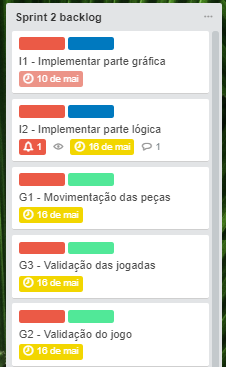 Sprint 2 backlog
I1 - Implementar parte gráfica
10 de mai
I2 - Implementar parte lógica
1 16 de mai 1
G1 - Movimentação das peças
16 de mai
G3 - Validação das jogadas
16 de mai
G2 - Validação do jogo
16 de mai